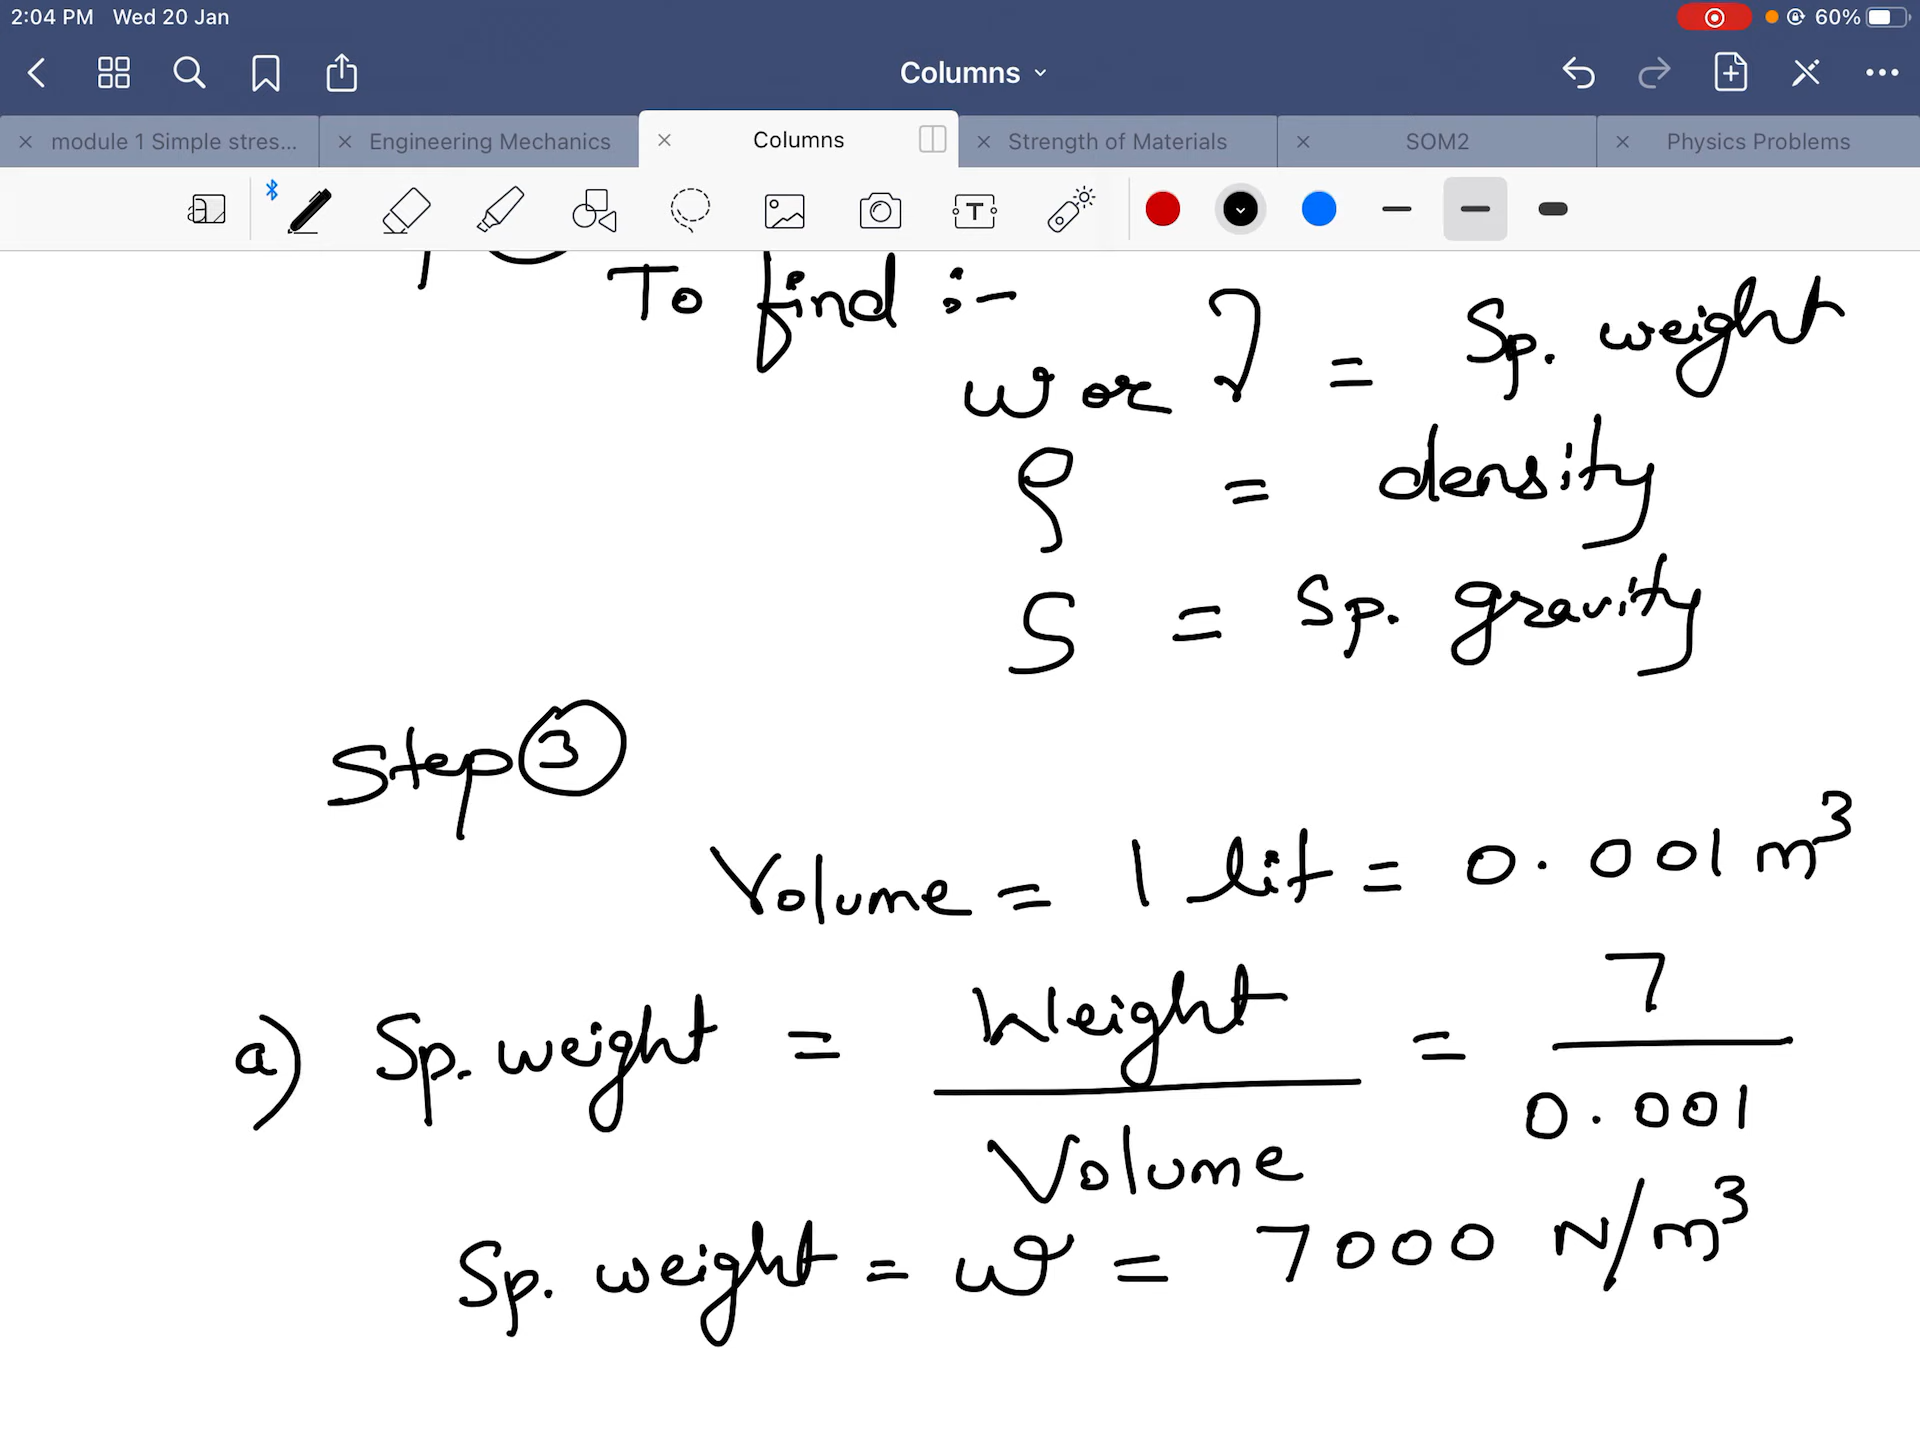 2:04 PM Wed 20 Jan 60%
Columns
module 1 Simple stres... Engineering Mechanics Columns Strength of Materials SOM2 Physics Problems
To find :-
w or γ = Sp. weight
ρ = density
S = Sp. gravity
Step ③
Volume = 1 lit = 0.001 m³
a) Sp. weight = Weight / Volume = 7 / 0.001
Sp. weight = w = 7000 N/m³